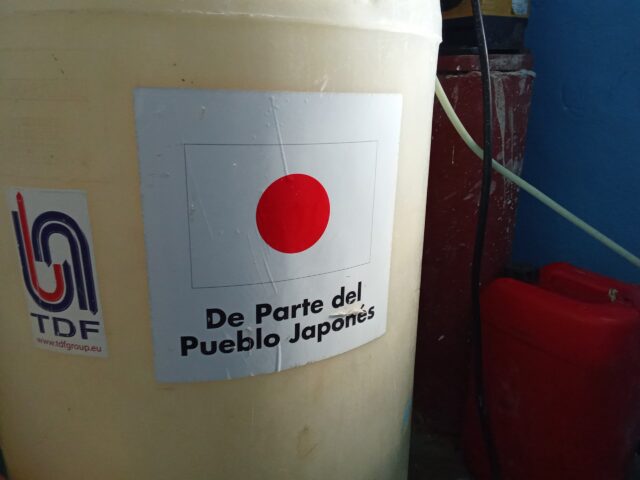 TDF
www.tdfgroup.eu
De Parte del
Pueblo Japonés